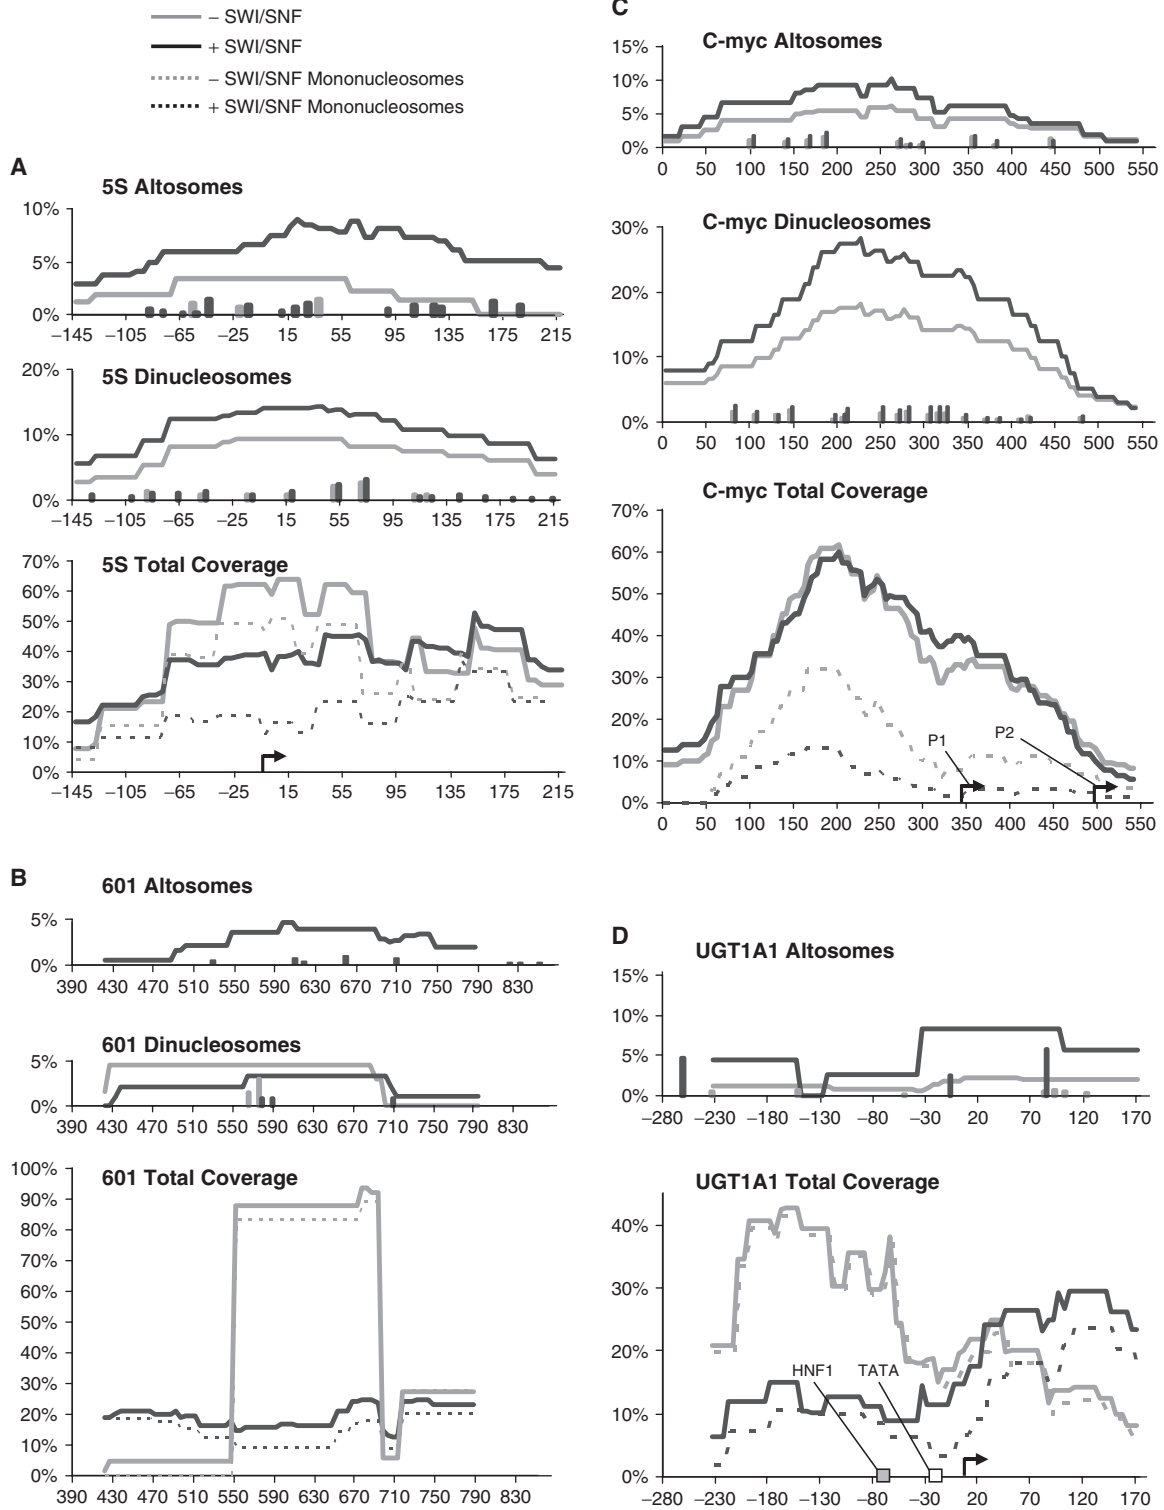 – SWI/SNF
+ SWI/SNF
– SWI/SNF Mononucleosomes
+ SWI/SNF Mononucleosomes
A
5S Altosomes
10%
5%
0%
–145 –105 –65 –25 15 55 95 135 175 215
5S Dinucleosomes
20%
10%
0%
–145 –105 –65 –25 15 55 95 135 175 215
5S Total Coverage
70%
60%
50%
40%
30%
20%
10%
0%
–145 –105 –65 –25 15 55 95 135 175 215
B
601 Altosomes
5%
0%
390 430 470 510 550 590 630 670 710 750 790 830
601 Dinucleosomes
5%
0%
390 430 470 510 550 590 630 670 710 750 790 830
601 Total Coverage
100%
90%
80%
70%
60%
50%
40%
30%
20%
10%
0%
390 430 470 510 550 590 630 670 710 750 790 830
C
C-myc Altosomes
15%
10%
5%
0%
0 50 100 150 200 250 300 350 400 450 500 550
C-myc Dinucleosomes
30%
20%
10%
0%
0 50 100 150 200 250 300 350 400 450 500 550
C-myc Total Coverage
70%
60%
50%
40%
30%
20%
10%
0%
P1
P2
0 50 100 150 200 250 300 350 400 450 500 550
D
UGT1A1 Altosomes
15%
10%
5%
0%
–280 –230 –180 –130 –80 –30 20 70 120 170
UGT1A1 Total Coverage
40%
30%
20%
10%
0%
HNF1
TATA
–280 –230 –180 –130 –80 –30 20 70 120 170